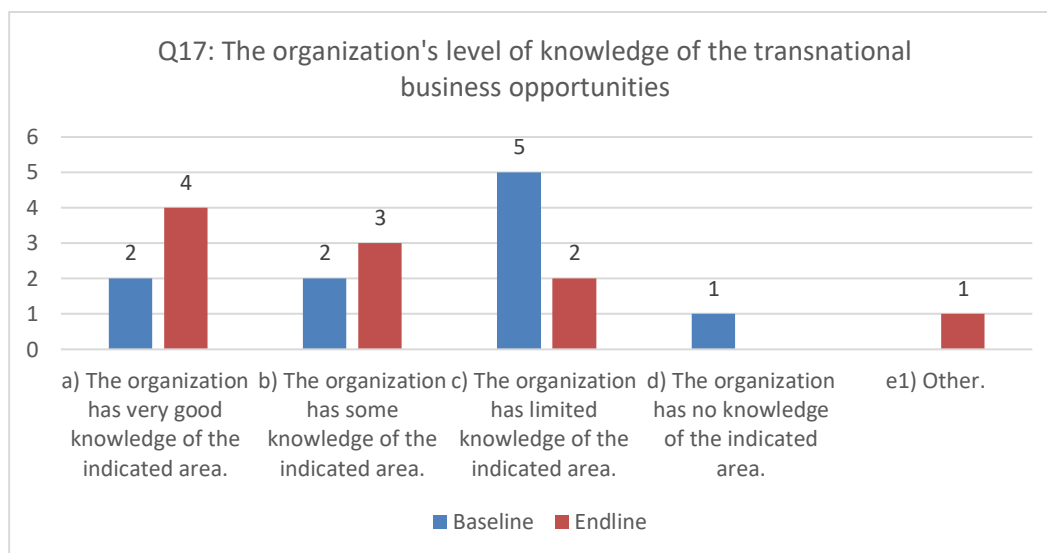 Q17: The organization's level of knowledge of the transnational
business opportunities
6
5
4
3
2
1
0
2
4
2
3
5
2
1
1
a) The organization
has very good
knowledge of the
indicated area.
b) The organization
has some
knowledge of the
indicated area.
c) The organization
has limited
knowledge of the
indicated area.
d) The organization
has no knowledge
of the indicated
area.
e1) Other.
Baseline
Endline